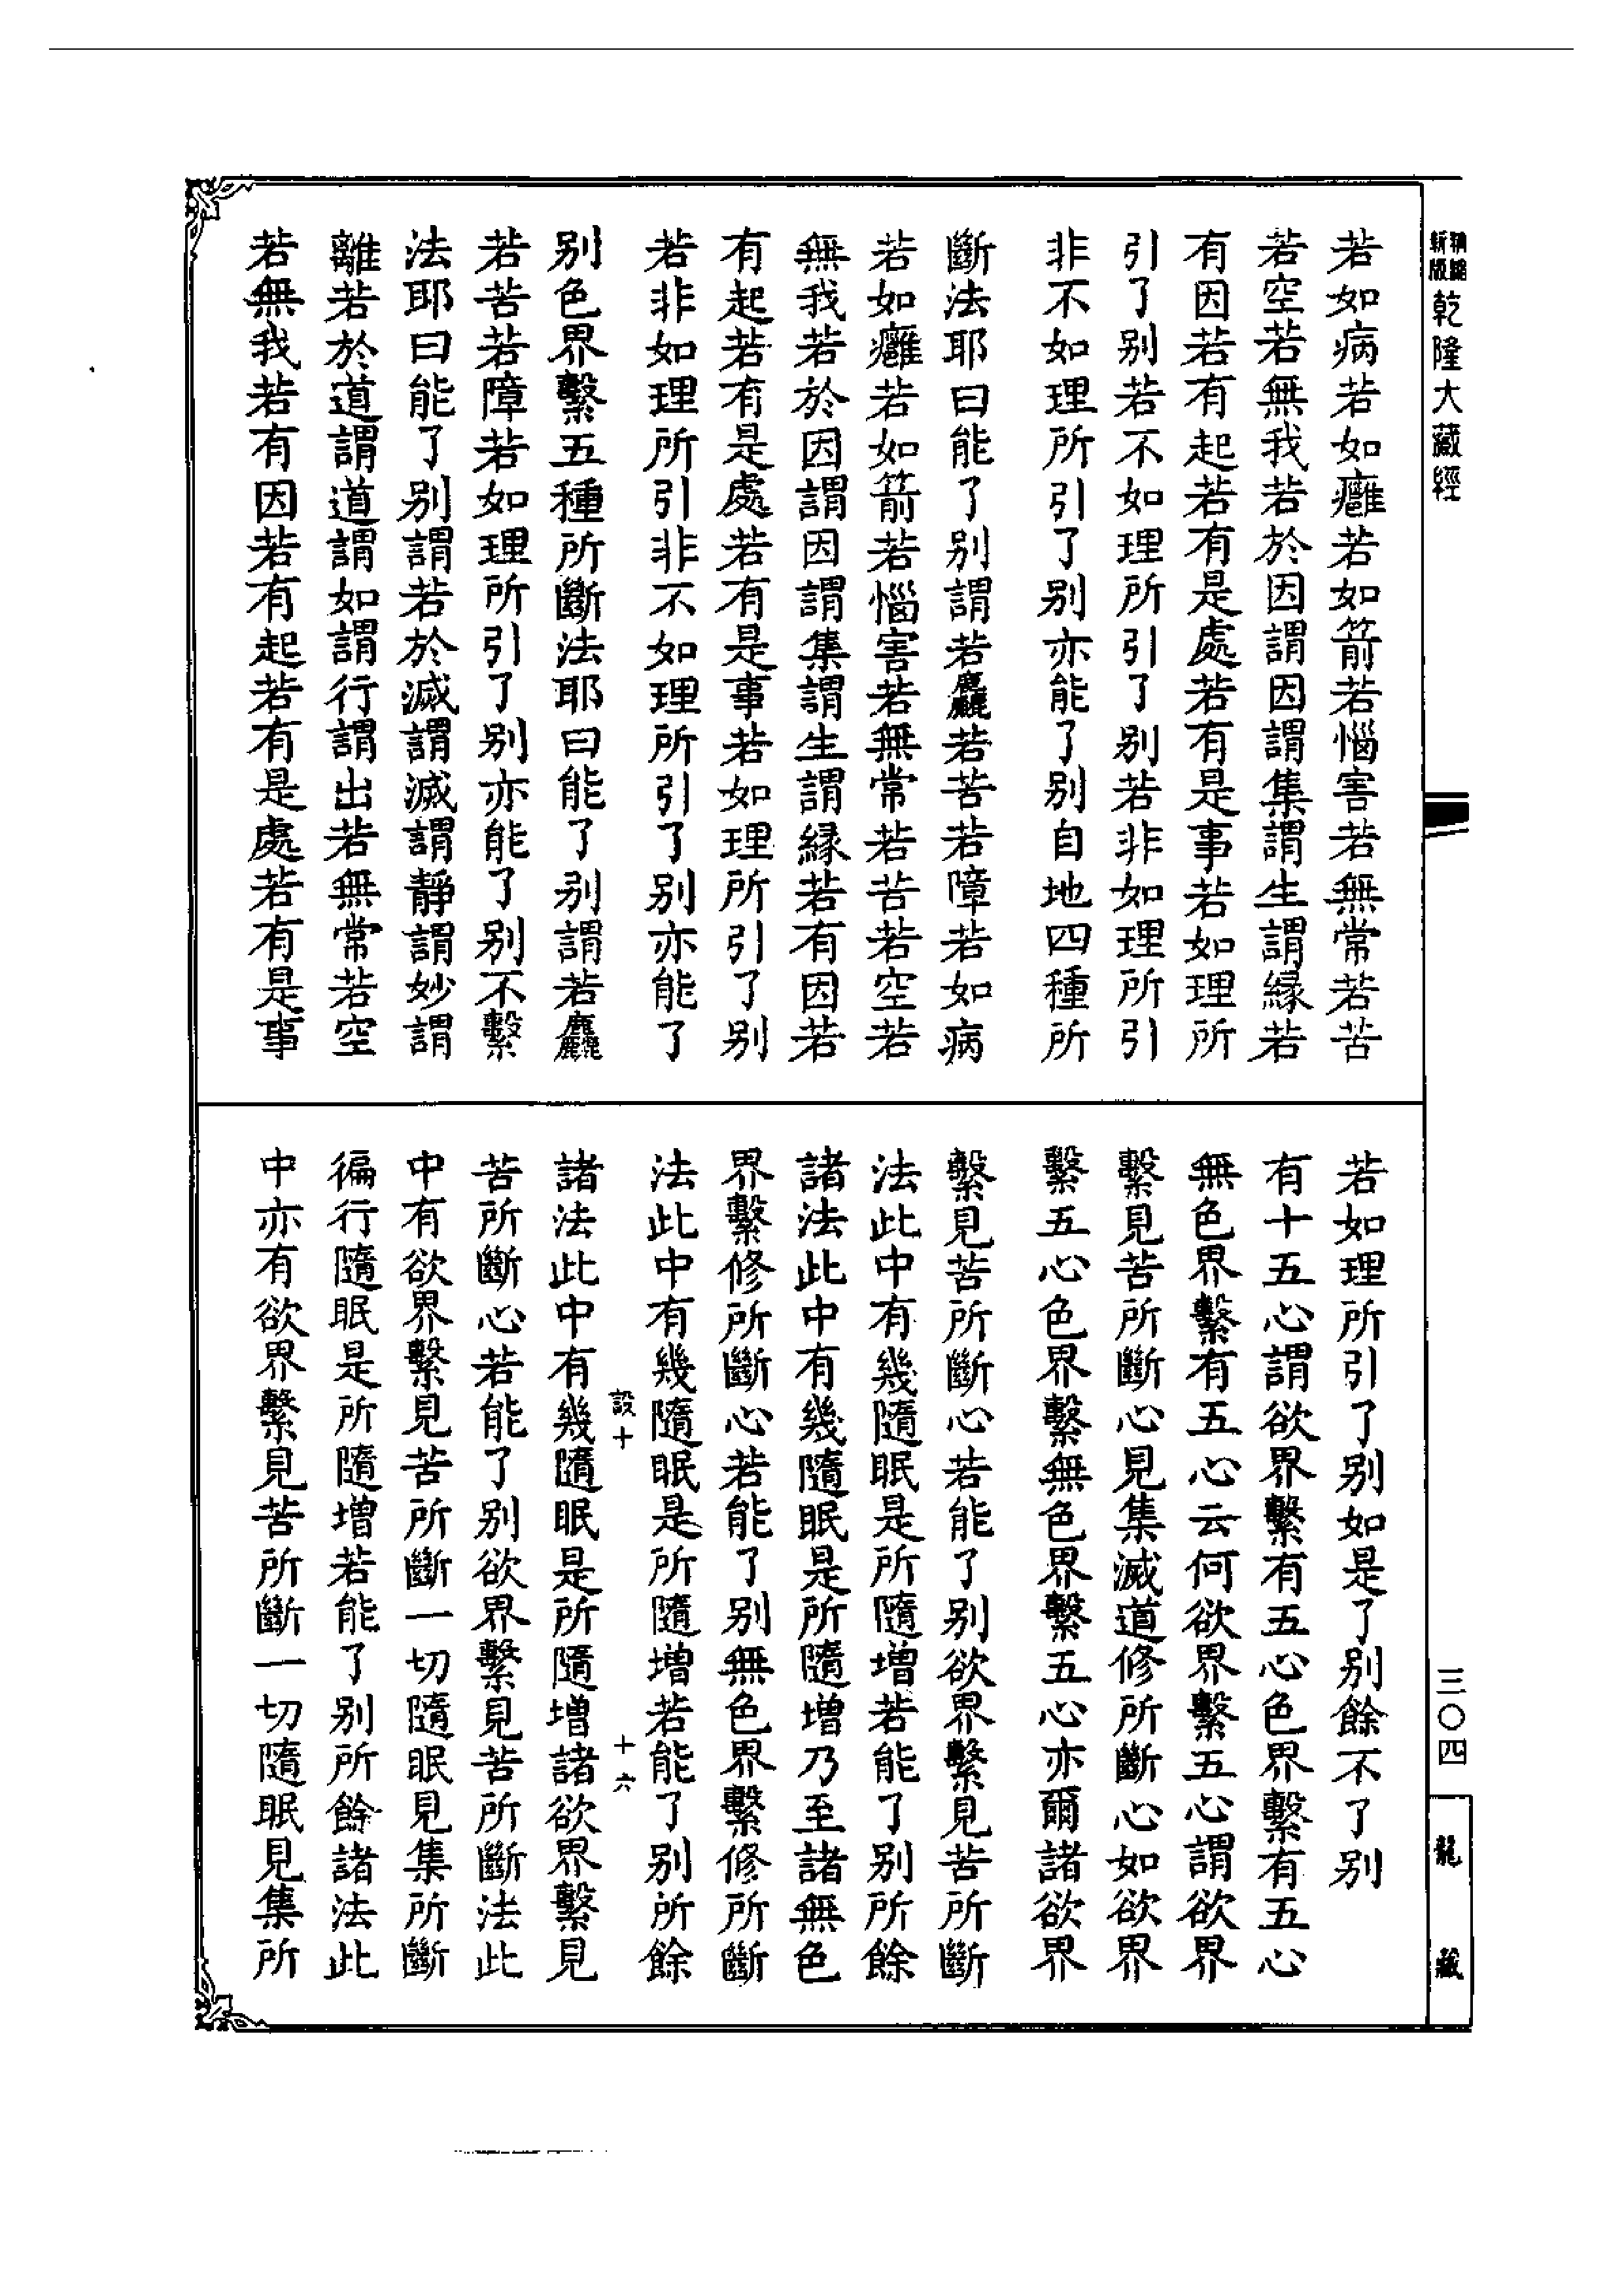 乾隆大藏經
三〇四
龍藏
若如病若如癰若如箭若惱害若無常若苦
若空若無我若於因謂因謂集謂生謂緣若
有因若有起若有是處若有是事若如理所
引了別若不如理所引了別若非如理所引
非不如理所引了別亦能了別自地四種所
斷法耶曰能了別謂若麤若苦若障若如病
若如癰若如箭若惱害若無常若苦若空若
無我若於因謂因謂集謂生謂緣若有因若
有起若有是處若有是事若如理所引了別
若非如理所引非不如理所引了別亦能了
別色界繫五種所斷法耶曰能了別謂若麤
若苦若障若如理所引了別亦能了別不繫
法耶曰能了別謂若於滅謂滅謂靜謂妙謂
離若於道謂道謂如謂行謂出若無常若空
若無我若有因若有起若有是處若有是事
若如理所引了別如是了別餘不了別
有十五心謂欲界繫有五心色界繫有五心
無色界繫有五心云何欲界繫五心謂欲界
繫見苦所斷心見集滅道修所斷心如欲界
繫五心色界繫無色界繫五心亦爾諸欲界
繫見苦所斷心若能了別欲界繫見苦所斷
法此中有幾隨眠是所隨增若能了別所餘
諸法此中有幾隨眠是所隨增乃至諸無色
界繫修所斷心若能了別無色界繫修所斷
法此中有幾隨眠是所隨增若能了別所餘
設十 十六
諸法此中有幾隨眠是所隨增諸欲界繫見
苦所斷心若能了別欲界繫見苦所斷法此
中有欲界繫見苦所斷一切隨眠見集所斷
徧行隨眠是所隨增若能了別所餘諸法此
中亦有欲界繫見苦所斷一切隨眠見集所